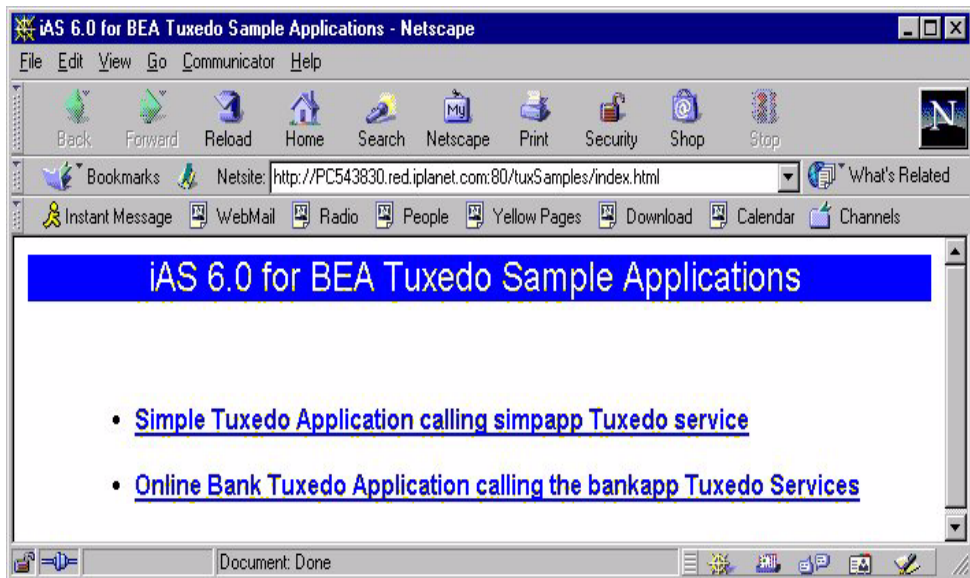 iAS 6.0 for BEA Tuxedo Sample Applications - Netscape
File Edit View Go Communicator Help
My
N
Back Forward Reload Home Search Netscape Print Security Shop Stop
Bookmarks Netsite: http://PC543830.red.iplanet.com:80/tuxSamples/index.html What's Related
Instant Message WebMail Radio People Yellow Pages Download Calendar Channels
iAS 6.0 for BEA Tuxedo Sample Applications
• Simple Tuxedo Application calling simpapp Tuxedo service
• Online Bank Tuxedo Application calling the bankapp Tuxedo Services
Document: Done